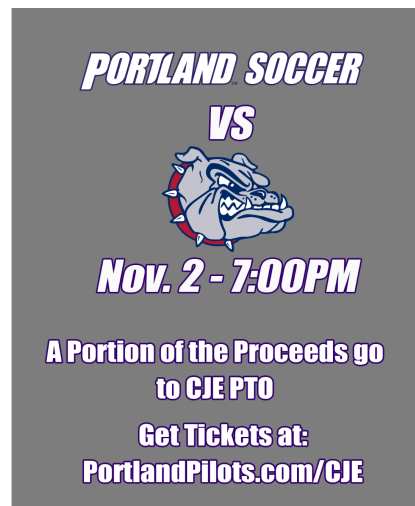 PORTLAND SOCCER
VS
Nov. 2 - 7:00PM
A Portion of the Proceeds go
to CJE PTO
Get Tickets at:
PortlandPilots.com/CJE